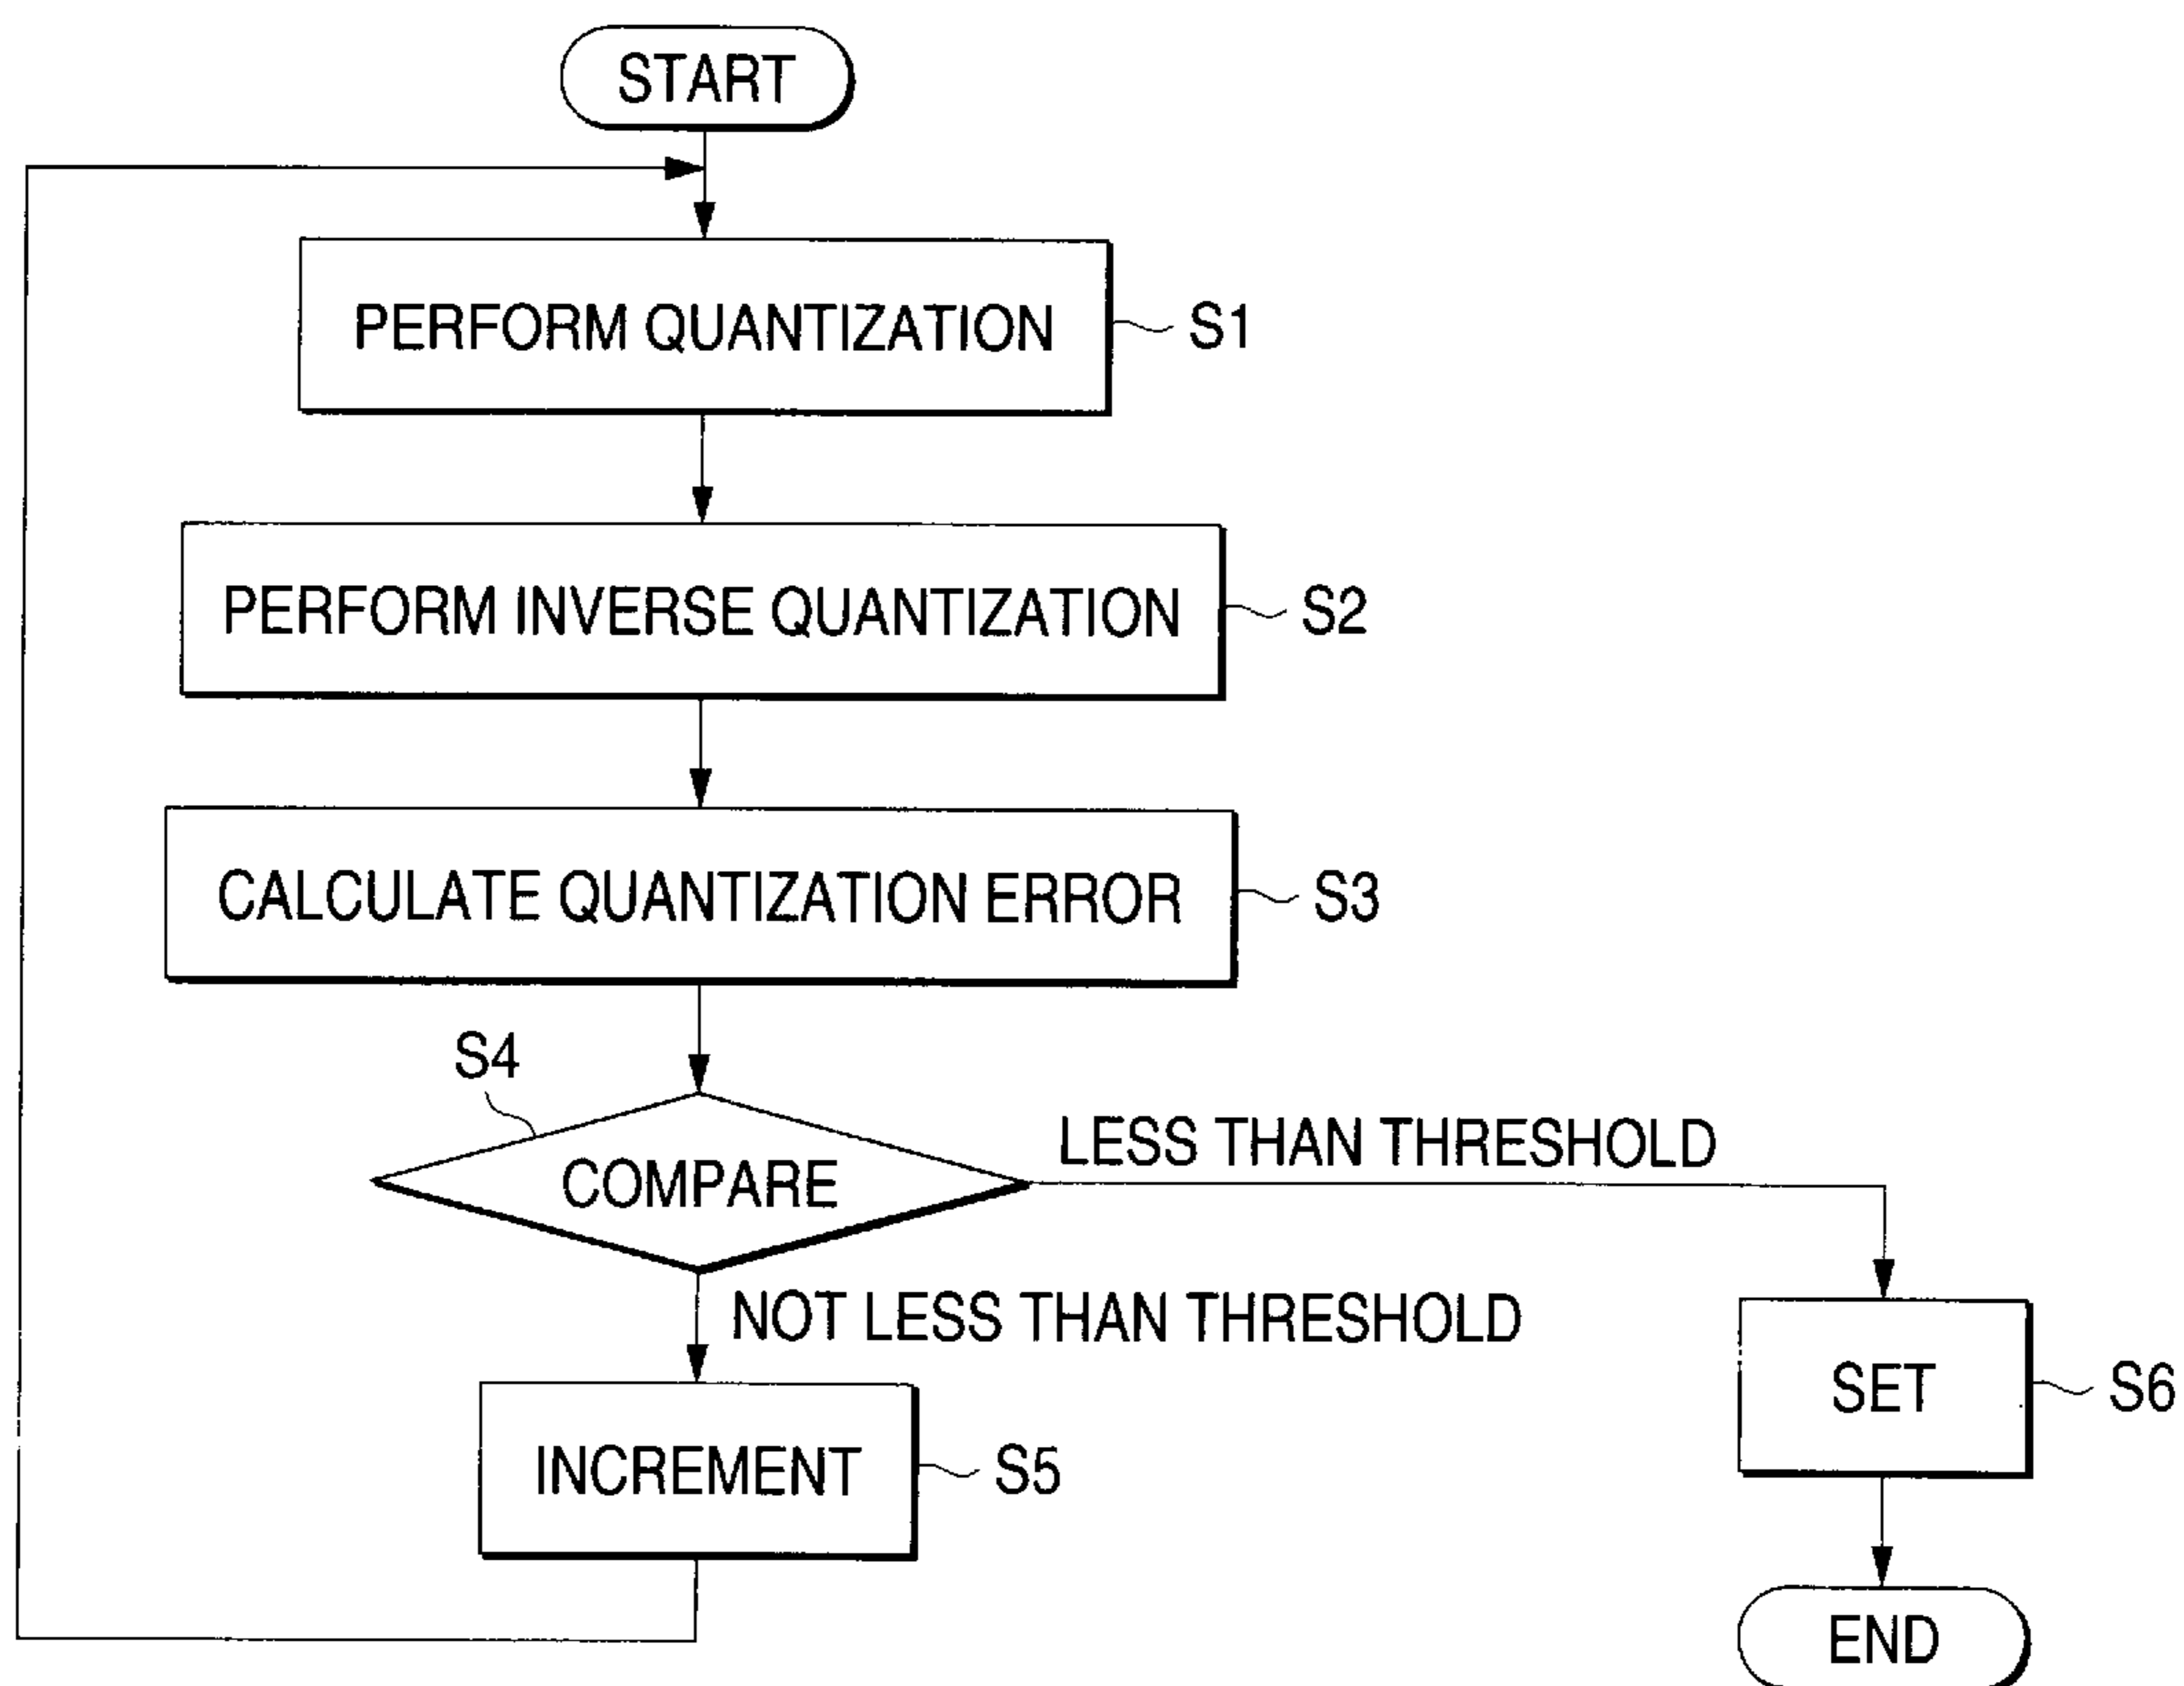 START
PERFORM QUANTIZATION
S1
PERFORM INVERSE QUANTIZATION
S2
CALCULATE QUANTIZATION ERROR
S3
S4
COMPARE
LESS THAN THRESHOLD
NOT LESS THAN THRESHOLD
SET
S6
INCREMENT
S5
END